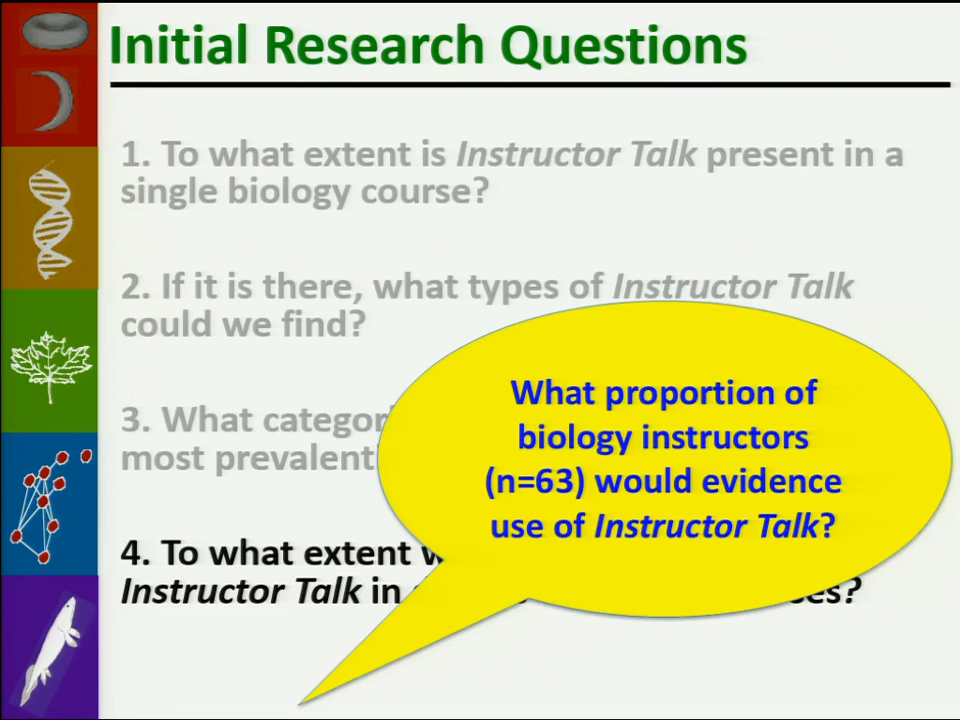 Initial Research Questions
1. To what extent is Instructor Talk present in a
single biology course?
2. If it is there, what types of Instructor Talk
could we find?
3. What
most prevalent
What proportion of
biology instructors
(n=63) would evidence
use of Instructor Talk?
4. To what extent
Instructor Talk in